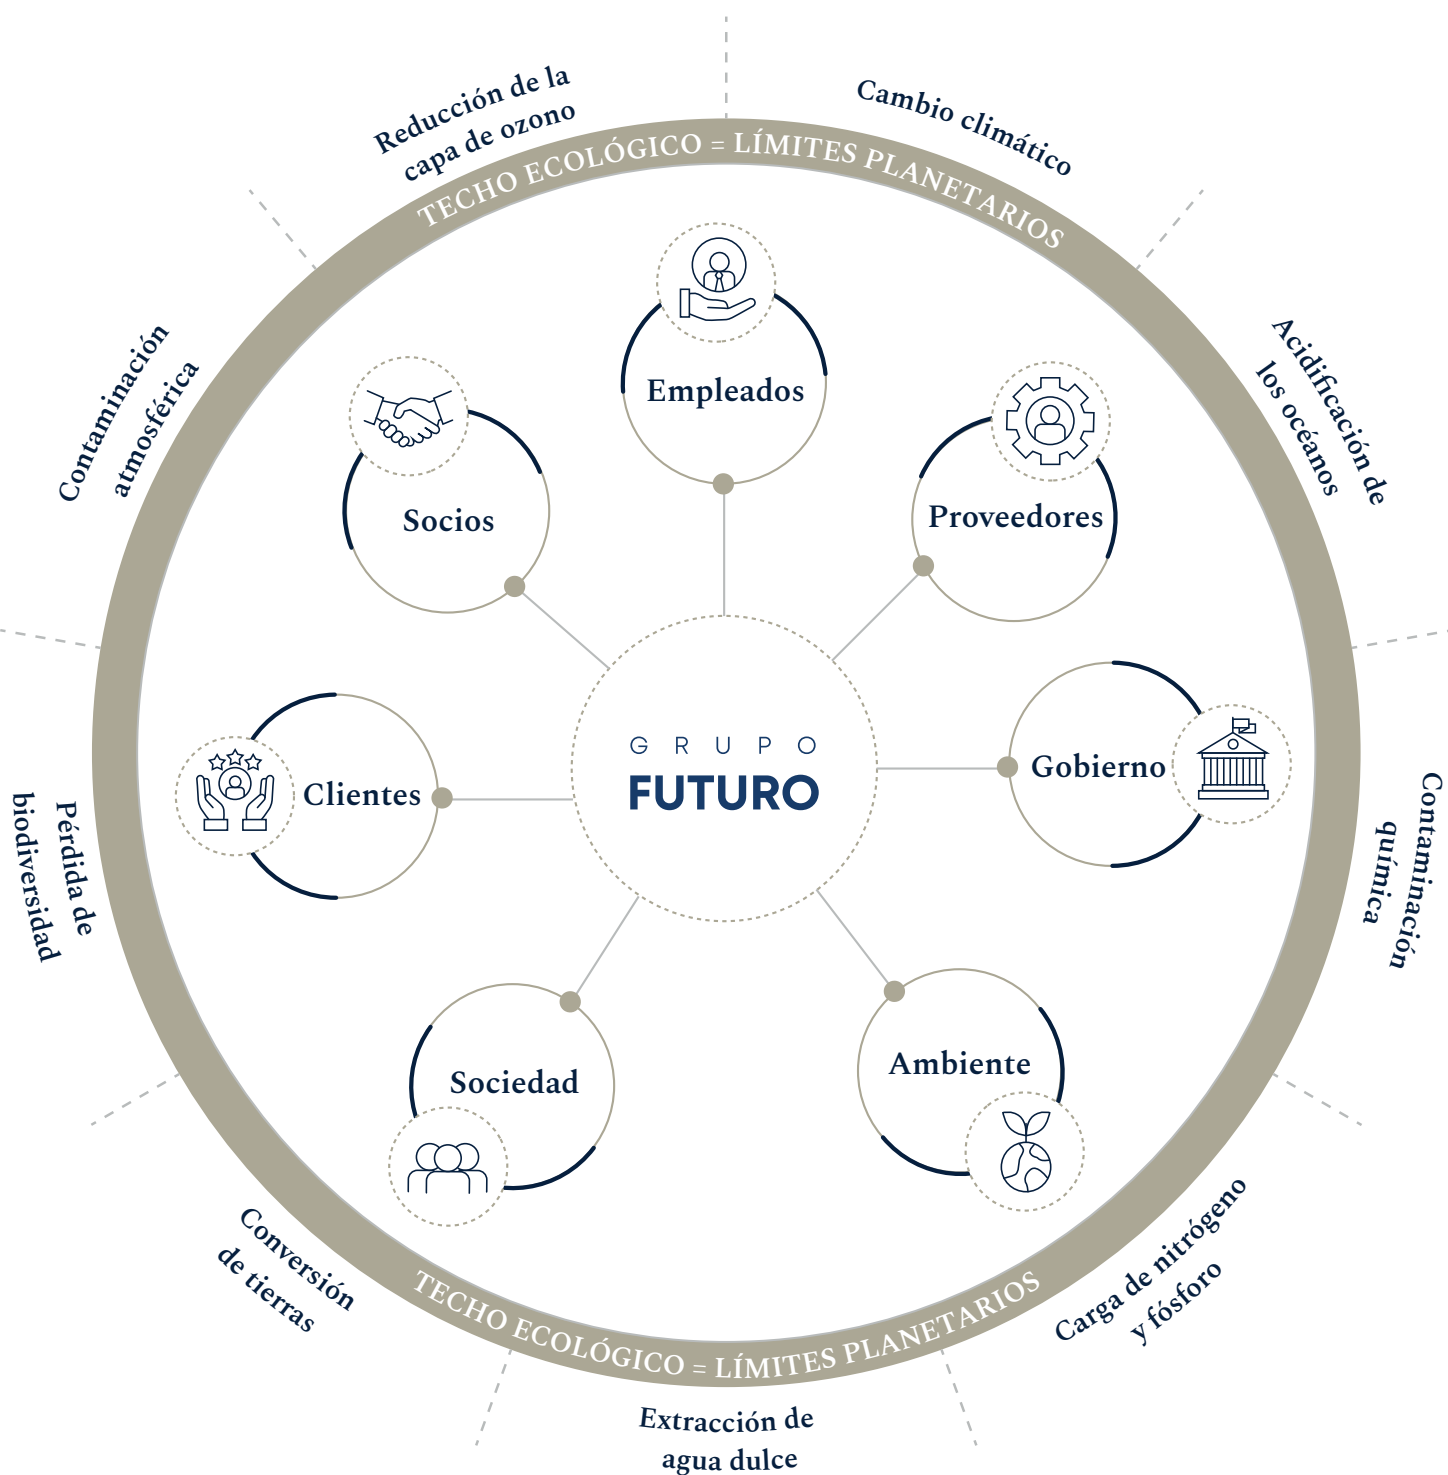 Reducción de la
capa de ozono
Cambio climático
TECHO ECOLÓGICO = LÍMITES PLANETARIOS
Contaminación
atmosférica
Acidificación de
los océanos
Empleados
Socios
Proveedores
GRUPO
FUTURO
Clientes
Gobierno
Pérdida de
biodiversidad
Contaminación
química
Sociedad
Ambiente
Conversión
de tierras
Carga de nitrógeno
y fósforo
TECHO ECOLÓGICO = LÍMITES PLANETARIOS
Extracción de
agua dulce